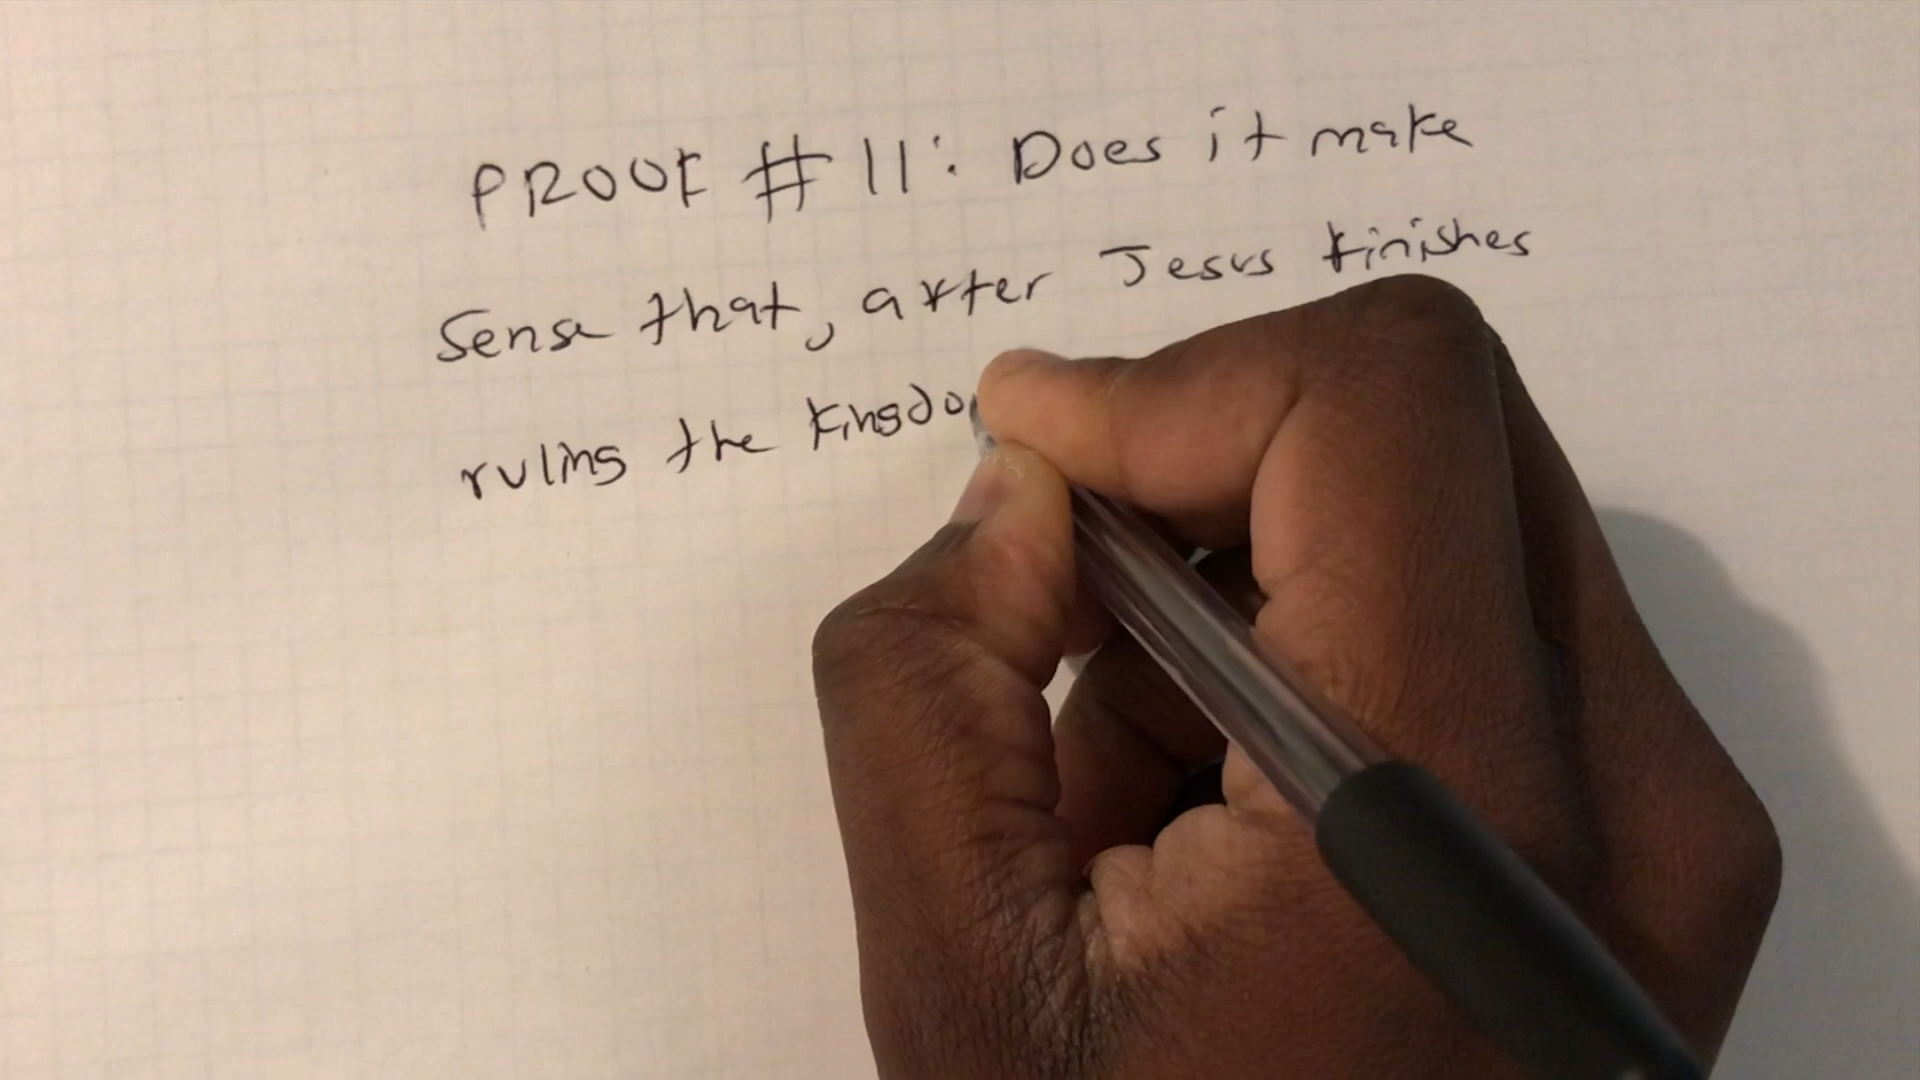 PROOF #11: Does it make
sense that, after Jesus finishes
ruling the Kingdo